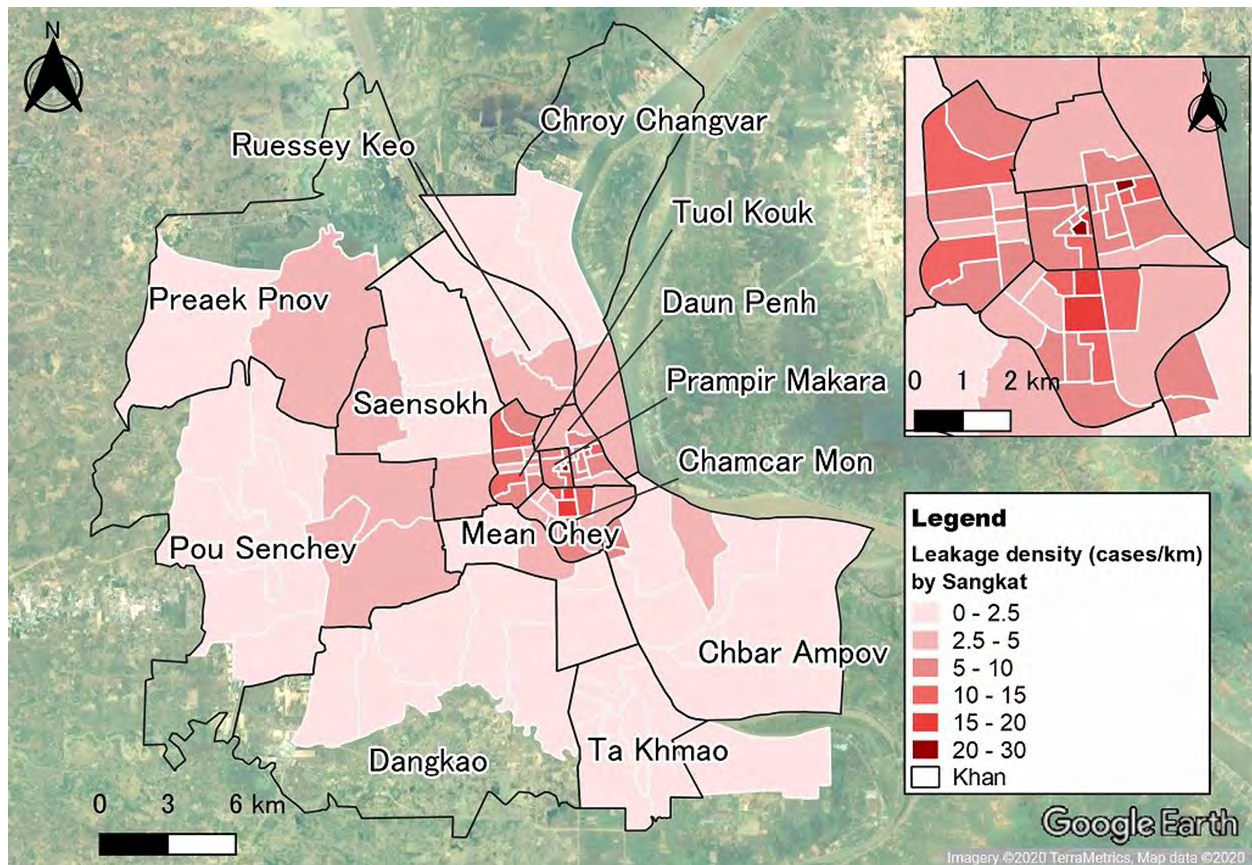 N
Chroy Changvar
Ruessey Keo
Tuol Kouk
Preaek Pnov
Daun Penh
Prampir Makara
Saensokh
Chamcar Mon
Mean Chey
Pou Senchey
Chbar Ampov
Ta Khmao
Dangkao
0 3 6 km
N
0 1 2 km
Legend
Leakage density (cases/km)
by Sangkat
0 - 2.5
2.5 - 5
5 - 10
10 - 15
15 - 20
20 - 30
Khan
Google Earth
Imagery ©2020 TerraMetrics, Map data ©2020